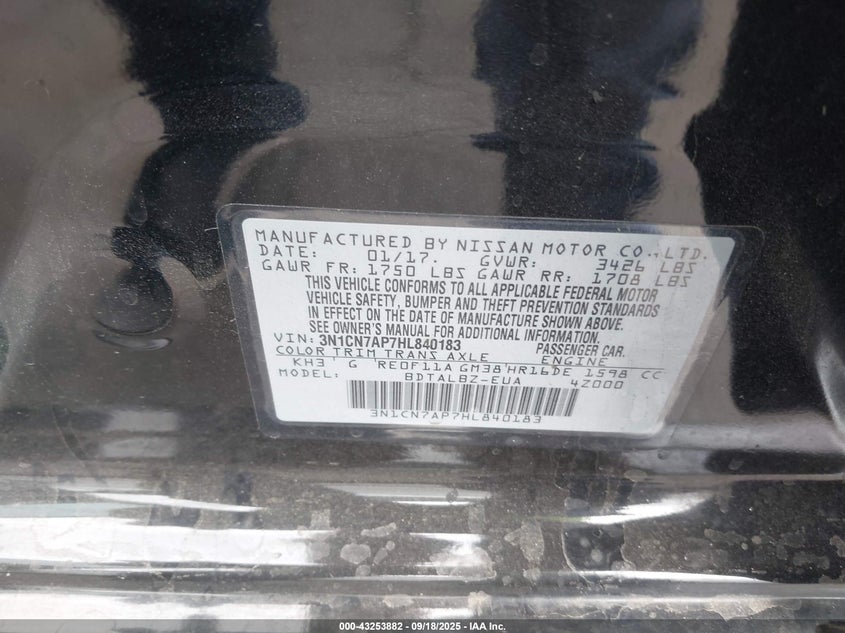 MANUFACTURED BY NISSAN MOTOR CO.,LTD.
DATE: 01/17. GVWR: 3426 LBS
GAWR FR: 1750 LBS GAWR RR: 1708 LBS
THIS VEHICLE CONFORMS TO ALL APPLICABLE FEDERAL MOTOR
VEHICLE SAFETY, BUMPER AND THEFT PREVENTION STANDARDS
IN EFFECT ON THE DATE OF MANUFACTURE SHOWN ABOVE.
SEE OWNER'S MANUAL FOR ADDITIONAL INFORMATION.
VIN: 3N1CN7AP7HL840183 PASSENGER CAR.
COLOR TRIM TRANS AXLE ENGINE
KH3 G RE0F11A GM38 HR16DE 1598 CC
MODEL: BDTALBZ-EUA 4Z000
3N1CN7AP7HL840183
000-43253882 - 09/18/2025 - IAA Inc.